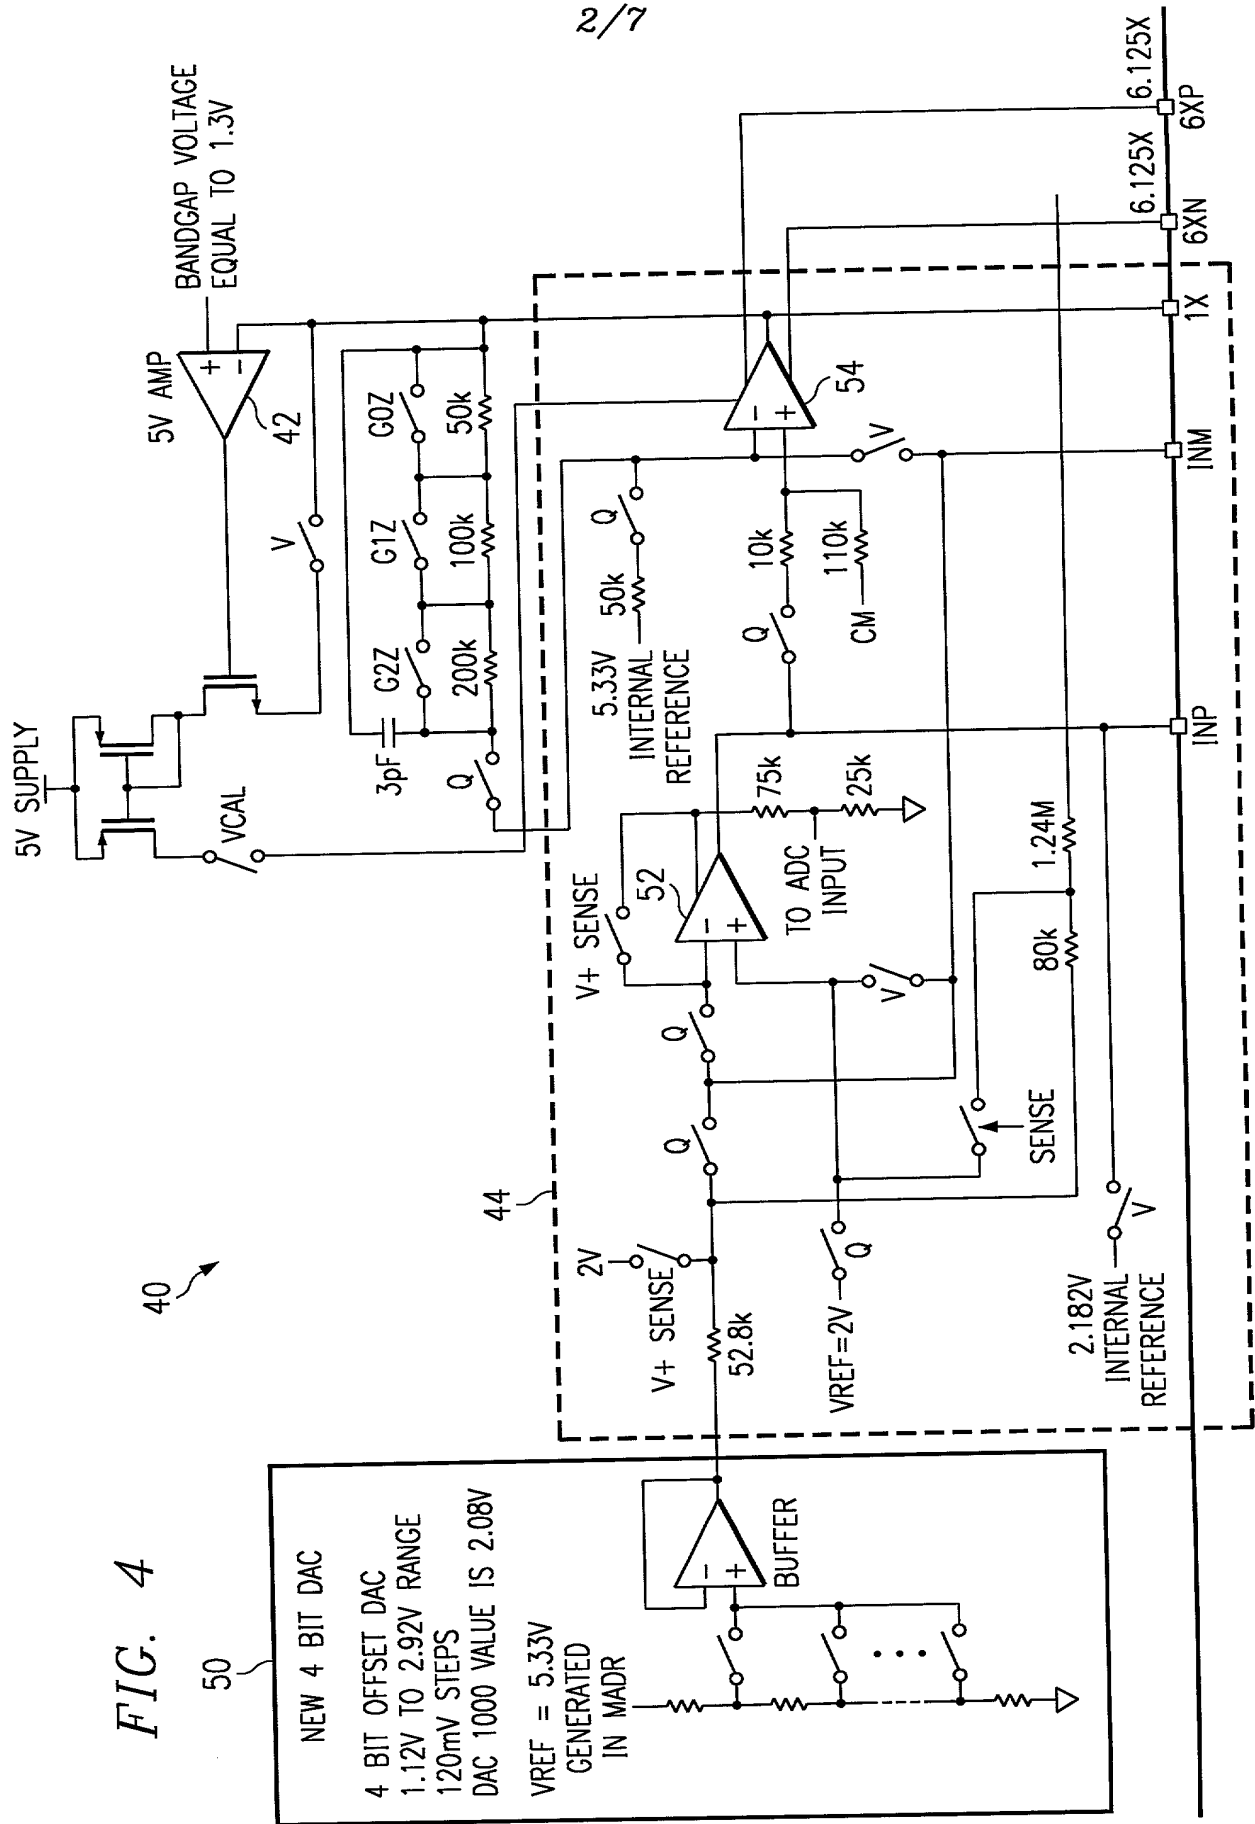 2/7
FIG. 4
40
50
NEW 4 BIT DAC
4 BIT OFFSET DAC
1.12V TO 2.92V RANGE
120mV STEPS
DAC 1000 VALUE IS 2.08V
VREF = 5.33V
GENERATED
IN MADR
-
+
BUFFER
5V SUPPLY
VCAL
V
5V AMP
+
-
42
BANDGAP VOLTAGE
EQUAL TO 1.3V
3pF
G2Z
G1Z
G0Z
Q
200k
100k
50k
44
2V
V+ SENSE
52.8k
Q
Q
V+ SENSE
52
-
+
75k
TO ADC
INPUT
25k
5.33V
INTERNAL
REFERENCE
50k
Q
Q
10k
CM
110k
-
+
54
V
V
VREF=2V
Q
SENSE
80k
1.24M
2.182V
INTERNAL
REFERENCE
V
INP
INM
1X
6XN
6XP
6.125X
6.125X